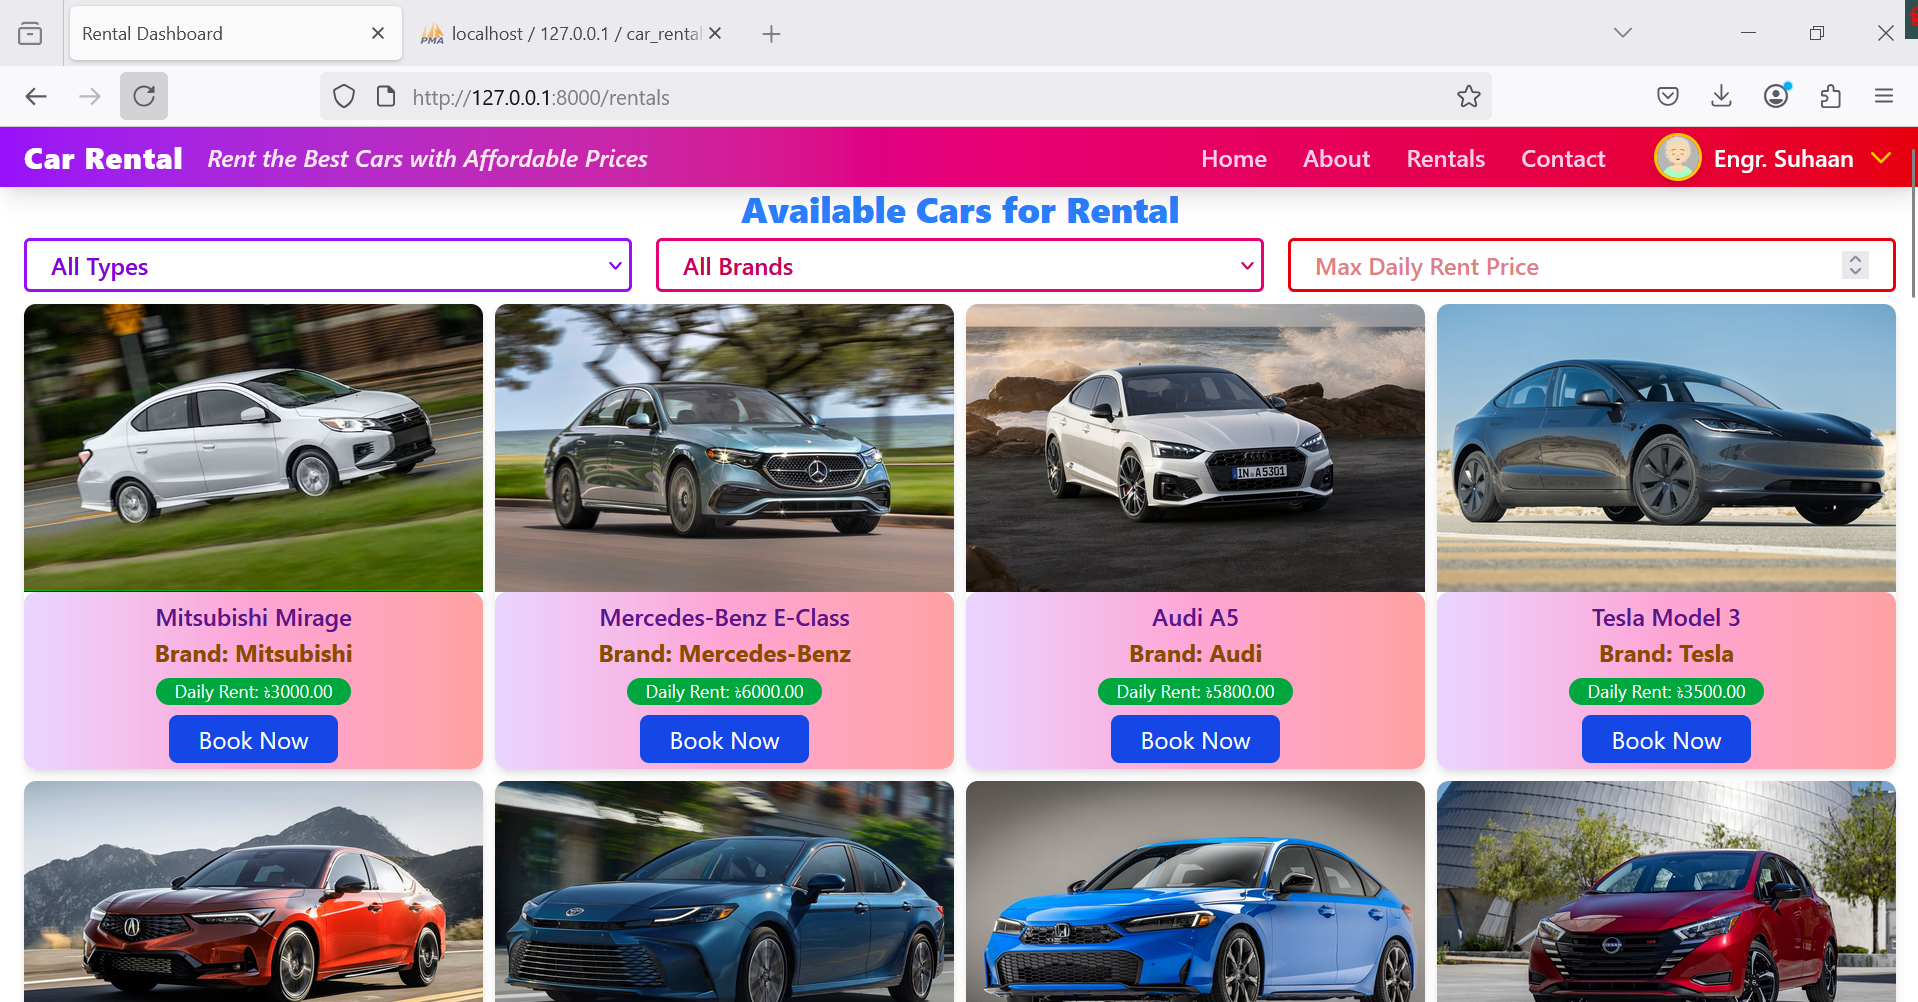 Rental Dashboard
PMA localhost / 127.0.0.1 / car_rental
http://127.0.0.1:8000/rentals
Car Rental Rent the Best Cars with Affordable Prices Home About Rentals Contact Engr. Suhaan
Available Cars for Rental
All Types
All Brands
Max Daily Rent Price
IN A 5301
Mitsubishi Mirage
Brand: Mitsubishi
Daily Rent: ৳3000.00
Book Now
Mercedes-Benz E-Class
Brand: Mercedes-Benz
Daily Rent: ৳6000.00
Book Now
Audi A5
Brand: Audi
Daily Rent: ৳5800.00
Book Now
Tesla Model 3
Brand: Tesla
Daily Rent: ৳3500.00
Book Now
NISSAN